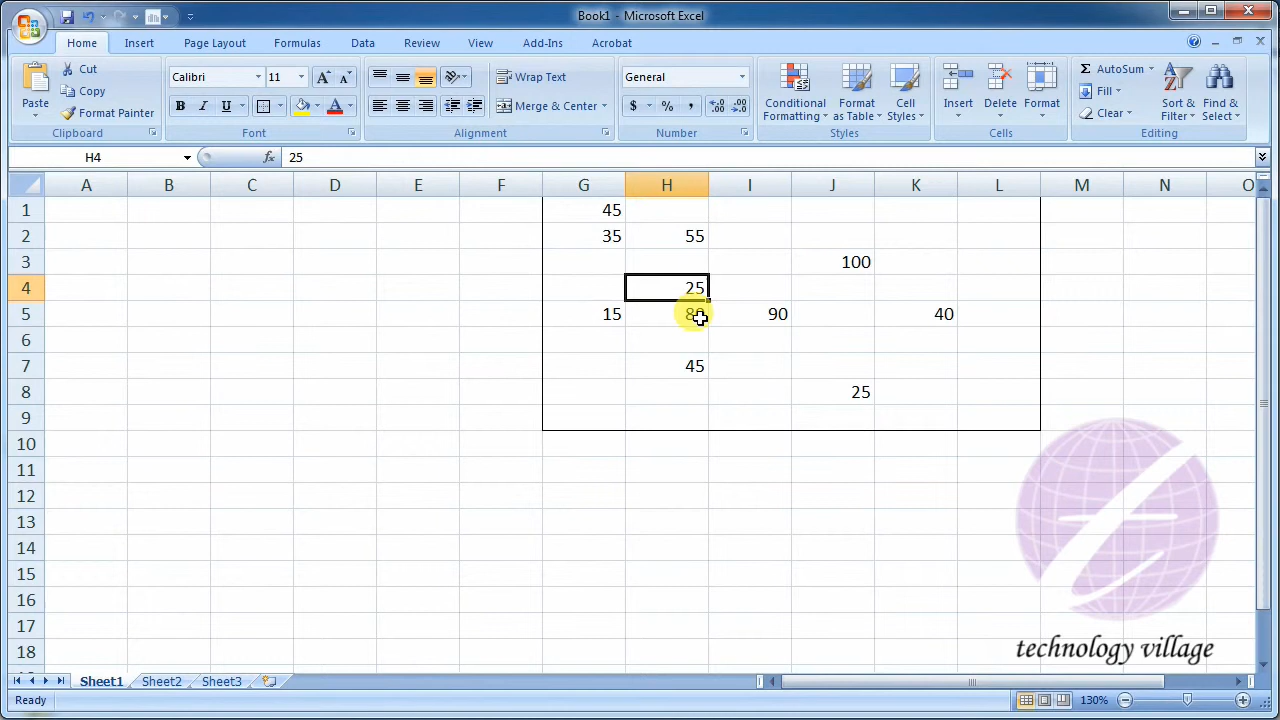 Book1 - Microsoft Excel
Home Insert Page Layout Formulas Data Review View Add-Ins Acrobat
Paste Cut Copy Format Painter Clipboard
Calibri 11 A A B I U A Font
Wrap Text Merge & Center Alignment
General $ % , Number
Conditional Formatting Format as Table Cell Styles Styles
Insert Delete Format Cells
Σ AutoSum Fill Clear Sort & Filter Find & Select Editing
H4 fx 25
A B C D E F G H I J K L M N O
1 45
2 35 55
3 100
4 25
5 15 90 40
6
7 45
8 25
9
10
11
12
13
14
15
16
17
18
technology village
Sheet1 Sheet2 Sheet3
Ready 130%